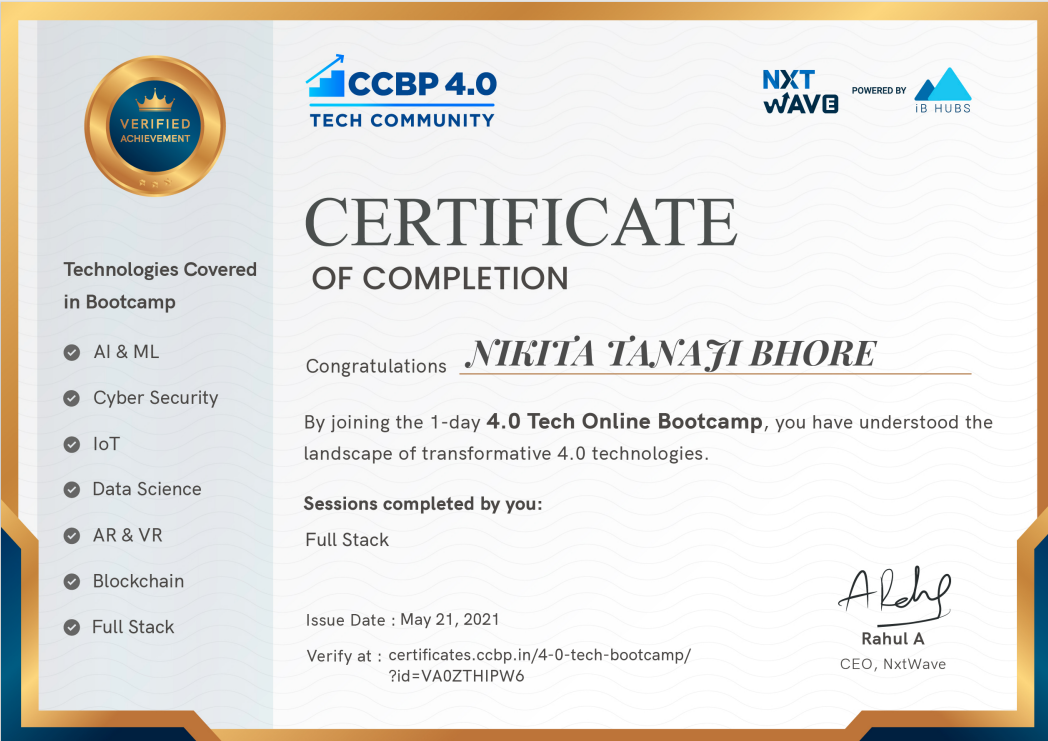 VERIFIED
ACHIEVEMENT
Technologies Covered
in Bootcamp
AI & ML
Cyber Security
IoT
Data Science
AR & VR
Blockchain
Full Stack
CCBP 4.0
TECH COMMUNITY
NXT
WAVE
POWERED BY
iB HUBS
CERTIFICATE
OF COMPLETION
Congratulations NIKITA TANAJI BHORE
By joining the 1-day 4.0 Tech Online Bootcamp, you have understood the
landscape of transformative 4.0 technologies.
Sessions completed by you:
Full Stack
Issue Date : May 21, 2021
Verify at : certificates.ccbp.in/4-0-tech-bootcamp/
?id=VA0ZTHIPW6
Rahul A
CEO, NxtWave